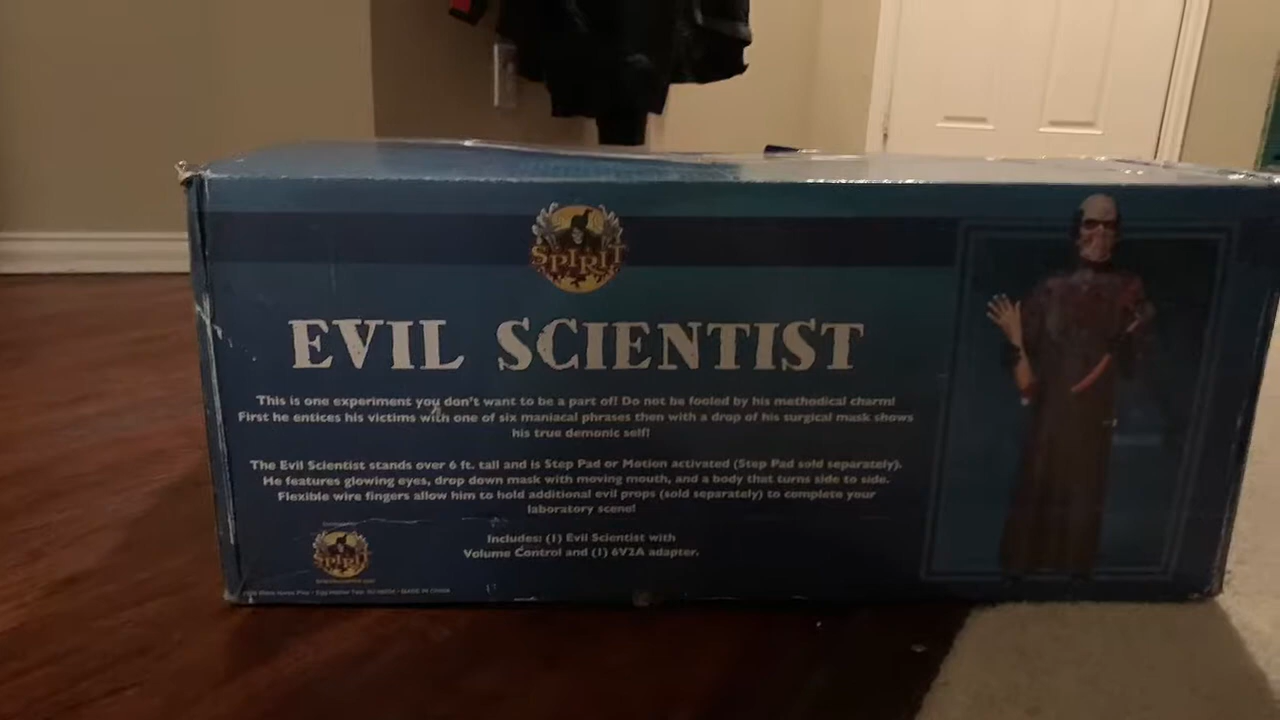 SPIRIT
EVIL SCIENTIST
This is one experiment you don't want to be a part of! Do not be fooled by his methodical charm!
First he entices his victims with one of six maniacal phrases then with a drop of his surgical mask shows
his true demonic self!
The Evil Scientist stands over 6 ft. tall and is Step Pad or Motion activated (Step Pad sold separately).
He features glowing eyes, drop down mask with moving mouth, and a body that turns side to side.
Flexible wire fingers allow him to hold additional evil props (sold separately) to complete your
laboratory scene!
Includes: (1) Evil Scientist with
Volume Control and (1) 6V2A adapter.
SPIRIT
MADE IN CHINA